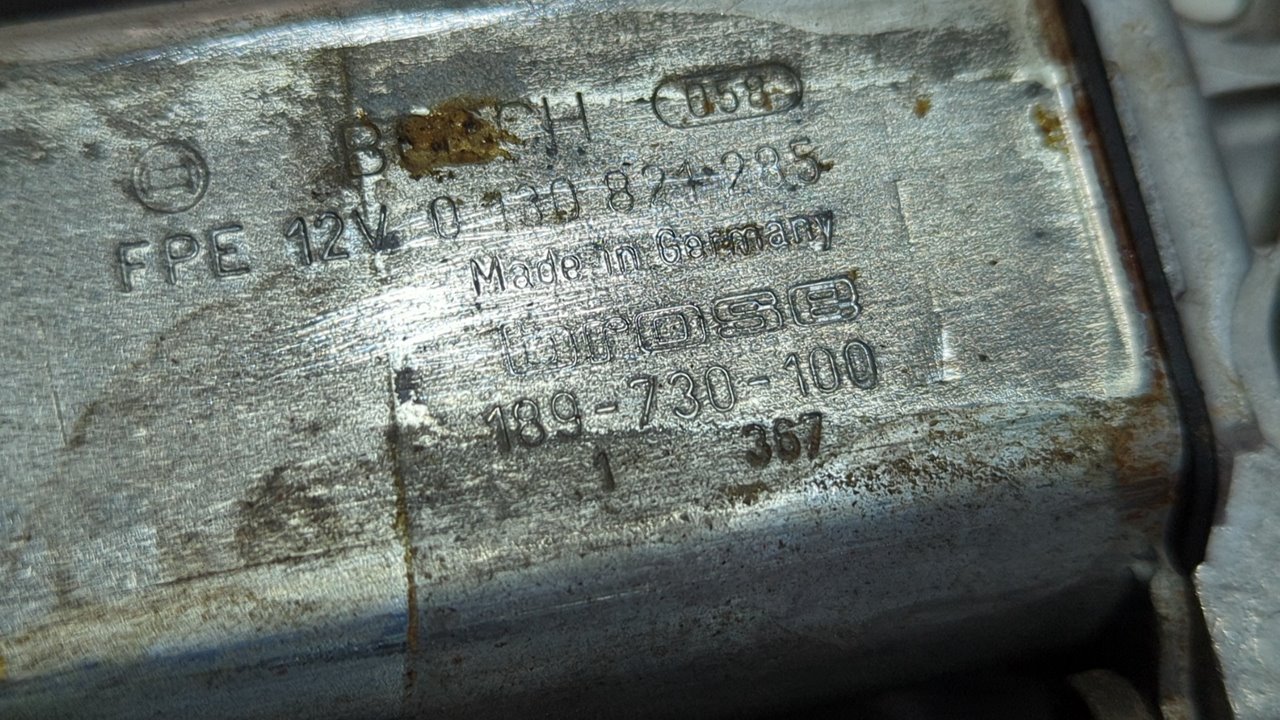 BOSCH 058
FPE 12V 0 130 821 285
Made in Germany
brose
189-730-100
1 367